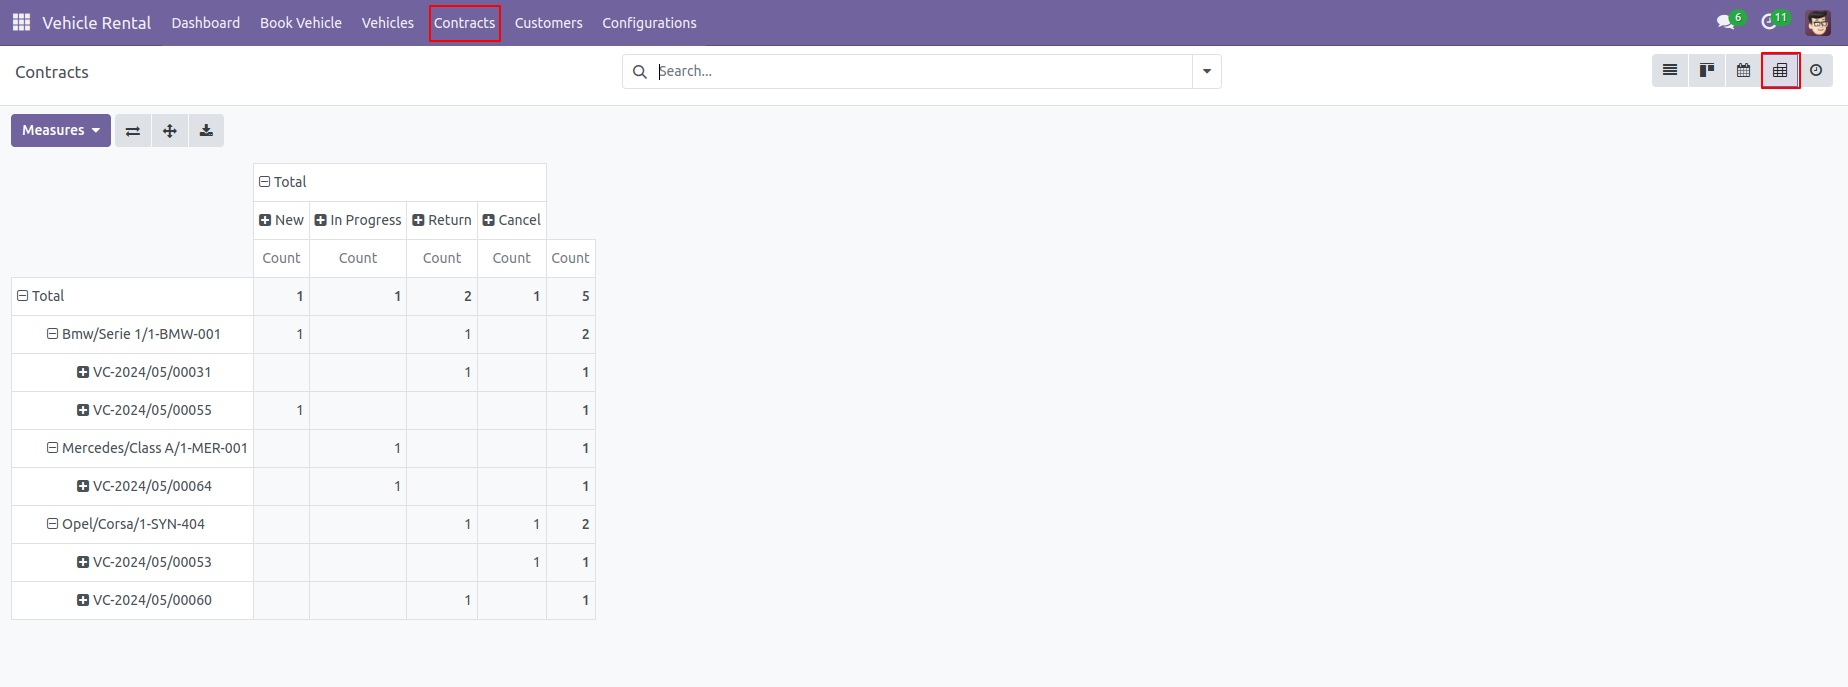 Vehicle Rental Dashboard Book Vehicle Vehicles Contracts Customers Configurations 6 11
Contracts Search...
Measures
Total
New In Progress Return Cancel
Count Count Count Count Count
Total 1 1 2 1 5
Bmw/Serie 1/1-BMW-001 1 1 2
VC-2024/05/00031 1 1
VC-2024/05/00055 1 1
Mercedes/Class A/1-MER-001 1 1
VC-2024/05/00064 1 1
Opel/Corsa/1-SYN-404 1 1 2
VC-2024/05/00053 1 1
VC-2024/05/00060 1 1